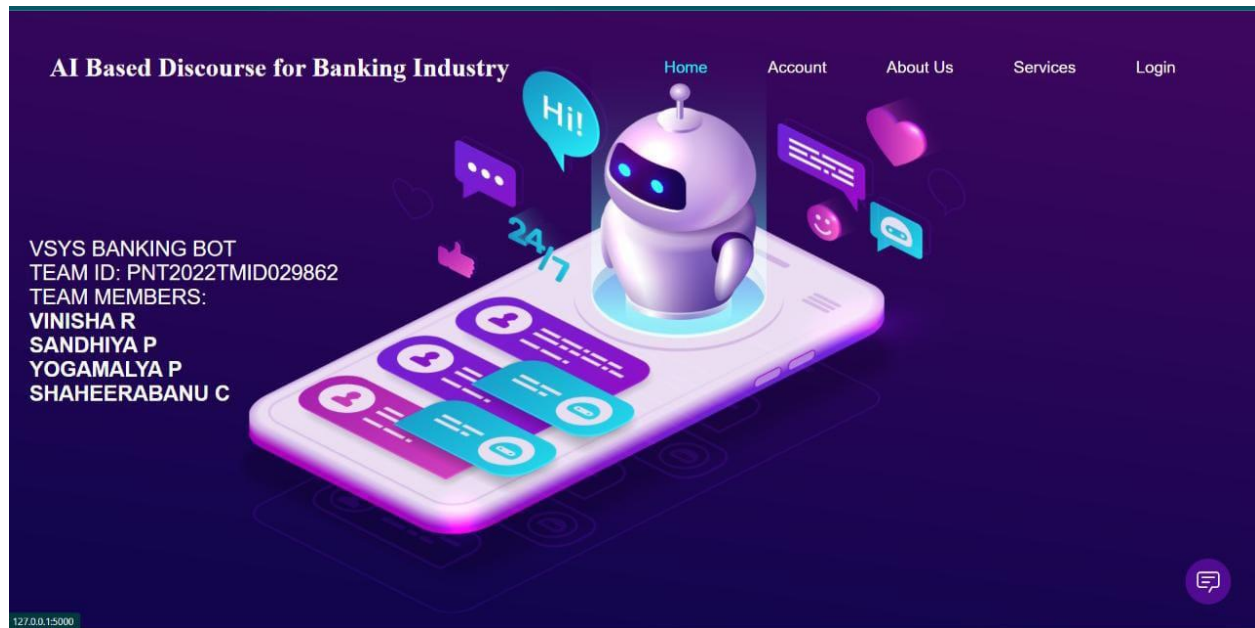 AI Based Discourse for Banking Industry
Home Account About Us Services Login
Hi!
24/7
VSYS BANKING BOT
TEAM ID: PNT2022TMID029862
TEAM MEMBERS:
VINISHA R
SANDHIYA P
YOGAMALYA P
SHAHEERABANU C
127.0.0.1:5000